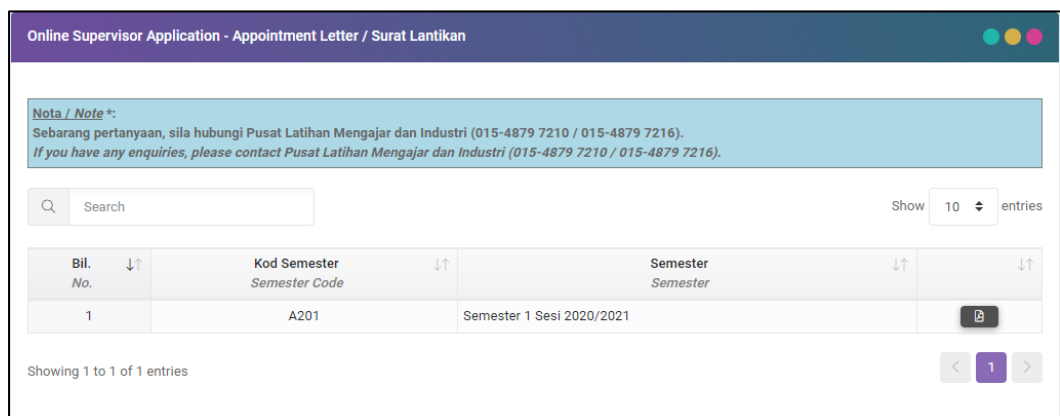 Online Supervisor Application - Appointment Letter / Surat Lantikan
Nota / Note *:
Sebarang pertanyaan, sila hubungi Pusat Latihan Mengajar dan Industri (015-4879 7210 / 015-4879 7216).
If you have any enquiries, please contact Pusat Latihan Mengajar dan Industri (015-4879 7210 / 015-4879 7216).
Search Show 10 entries
Bil. Kod Semester Semester
No. Semester Code Semester
1 A201 Semester 1 Sesi 2020/2021
Showing 1 to 1 of 1 entries < 1 >